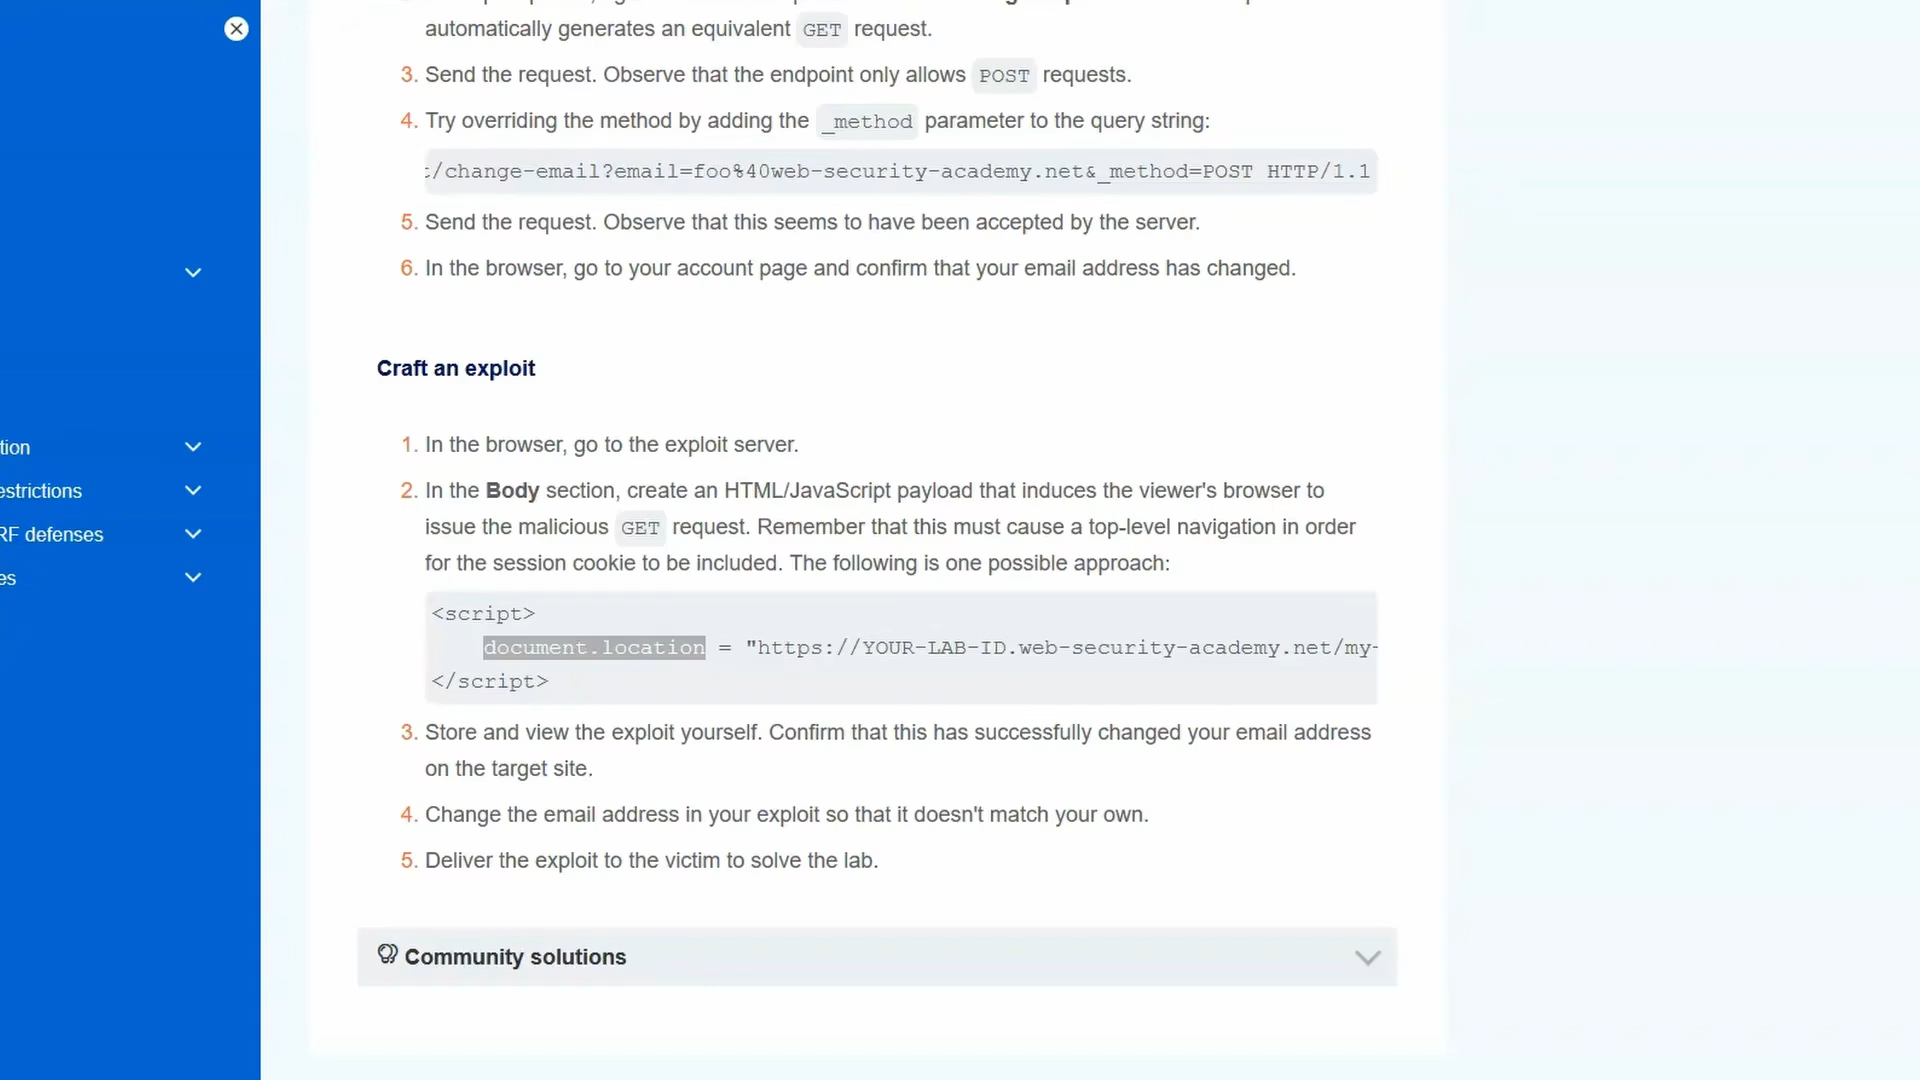 automatically generates an equivalent GET request.
3. Send the request. Observe that the endpoint only allows POST requests.
4. Try overriding the method by adding the _method parameter to the query string:
:/change-email?email=foo%40web-security-academy.net&_method=POST HTTP/1.1
5. Send the request. Observe that this seems to have been accepted by the server.
6. In the browser, go to your account page and confirm that your email address has changed.
Craft an exploit
1. In the browser, go to the exploit server.
tion
2. In the Body section, create an HTML/JavaScript payload that induces the viewer's browser to
estrictions
issue the malicious GET request. Remember that this must cause a top-level navigation in order
RF defenses
for the session cookie to be included. The following is one possible approach:
es
<script>
document.location = "https://YOUR-LAB-ID.web-security-academy.net/my-
</script>
3. Store and view the exploit yourself. Confirm that this has successfully changed your email address
on the target site.
4. Change the email address in your exploit so that it doesn't match your own.
5. Deliver the exploit to the victim to solve the lab.
Community solutions